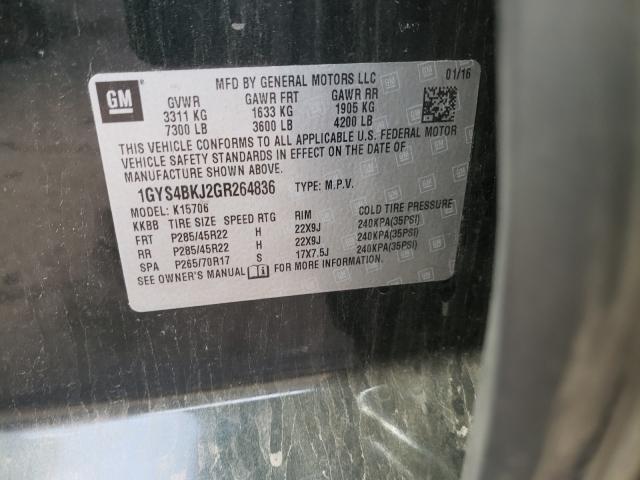 GM
MFD BY GENERAL MOTORS LLC 01/16
GVWR GAWR FRT GAWR RR
3311 KG 1633 KG 1905 KG
7300 LB 3600 LB 4200 LB
THIS VEHICLE CONFORMS TO ALL APPLICABLE U.S. FEDERAL MOTOR
VEHICLE SAFETY STANDARDS IN EFFECT ON THE DATE OF
MANUFACTURE SHOWN ABOVE.
1GYS4BKJ2GR264836 TYPE: M.P.V.
MODEL: K15706
KKBB TIRE SIZE SPEED RTG RIM COLD TIRE PRESSURE
FRT P285/45R22 H 22X9J 240KPA(35PSI)
RR P285/45R22 H 22X9J 240KPA(35PSI)
SPA P265/70R17 S 17X7.5J 240KPA(35PSI)
SEE OWNER'S MANUAL FOR MORE INFORMATION.